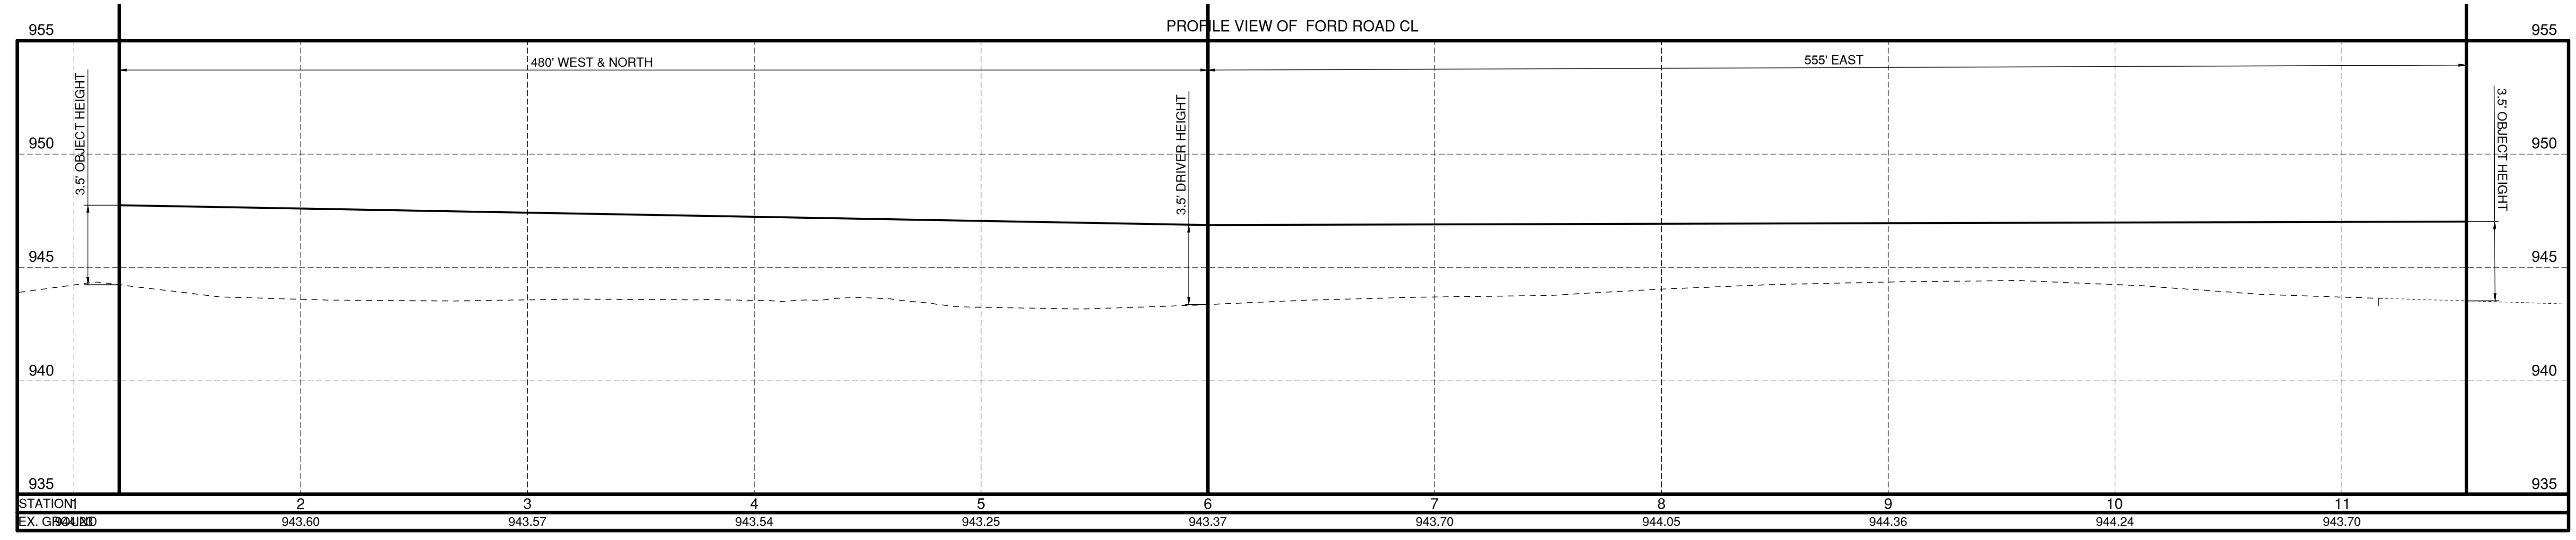 PROFILE VIEW OF  FORD ROAD CL
955 955
480' WEST & NORTH 555' EAST
3.5' OBJECT HEIGHT
3.5' DRIVER HEIGHT
3.5' OBJECT HEIGHT
950 950
945 945
940 940
935 935
STATION 1 2 3 4 5 6 7 8 9 10 11
EX. GROUND 943.60 943.57 943.54 943.25 943.37 943.70 944.05 944.36 944.24 943.70